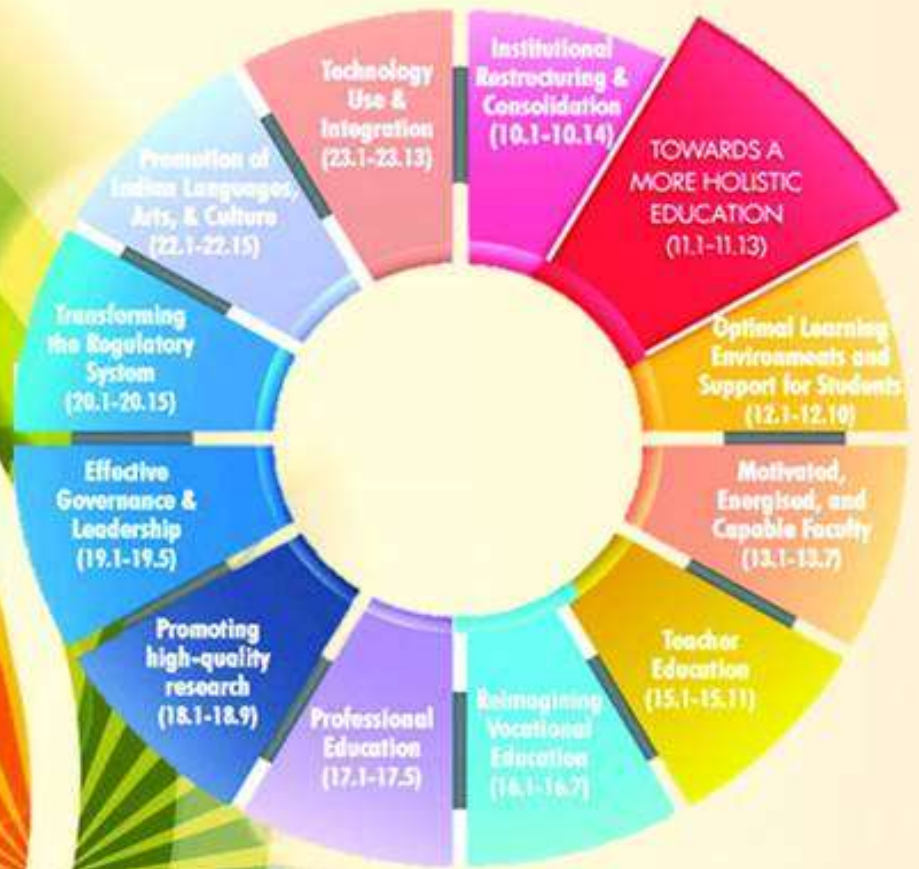 Institutional
Restructuring &
Consolidation
(10.1-10.14)
TOWARDS A
MORE HOLISTIC
EDUCATION
(11.1-11.13)
Optimal Learning
Environments and
Support for Students
(12.1-12.10)
Motivated,
Energised, and
Capable Faculty
(13.1-13.7)
Teacher
Education
(15.1-15.11)
Reimagining
Vocational
Education
(16.1-16.7)
Professional
Education
(17.1-17.5)
Promoting
high-quality
research
(18.1-18.9)
Effective
Governance &
Leadership
(19.1-19.5)
Transforming
the Regulatory
System
(20.1-20.15)
Promotion of
Indian Languages,
Arts, & Culture
(22.1-22.15)
Technology
Use &
Integration
(23.1-23.13)